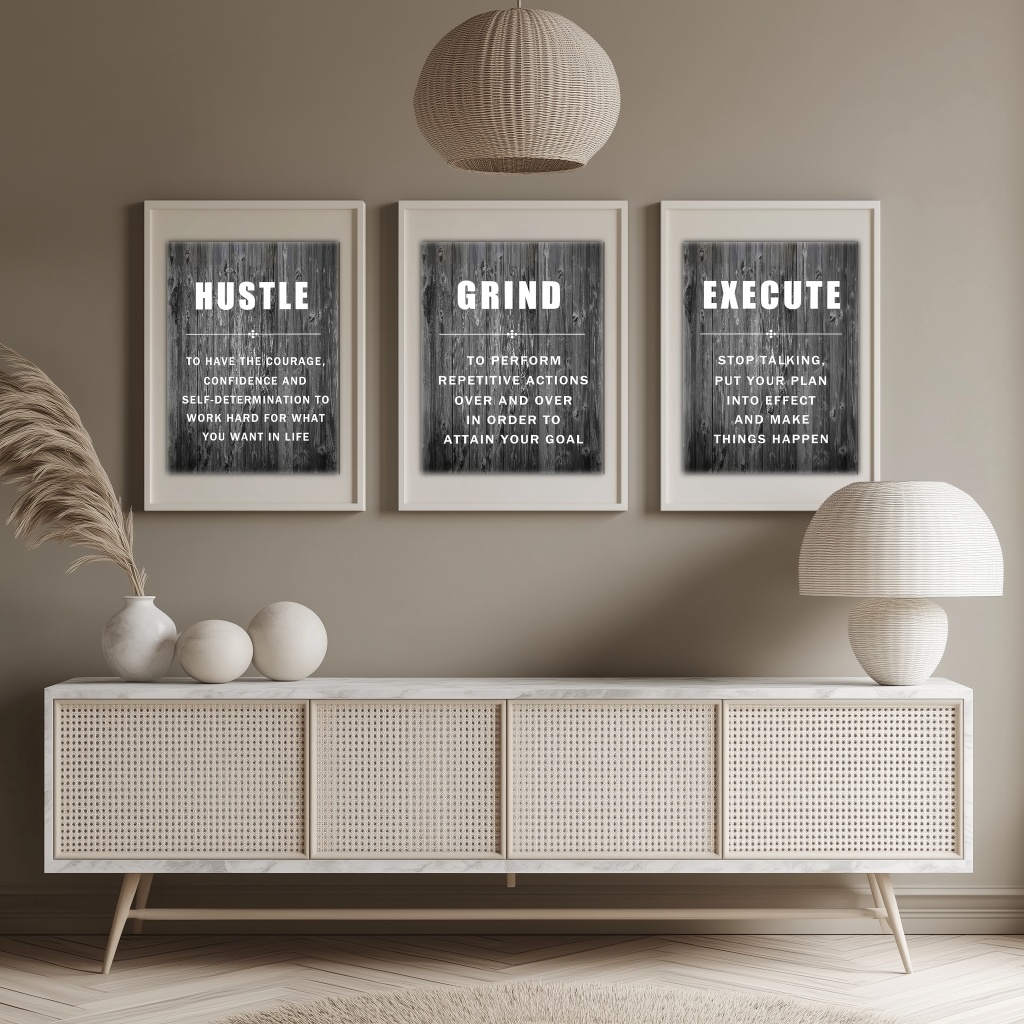 HUSTLE
TO HAVE THE COURAGE,
CONFIDENCE AND
SELF-DETERMINATION TO
WORK HARD FOR WHAT
YOU WANT IN LIFE
GRIND
TO PERFORM
REPETITIVE ACTIONS
OVER AND OVER
IN ORDER TO
ATTAIN YOUR GOAL
EXECUTE
STOP TALKING,
PUT YOUR PLAN
INTO EFFECT
AND MAKE
THINGS HAPPEN